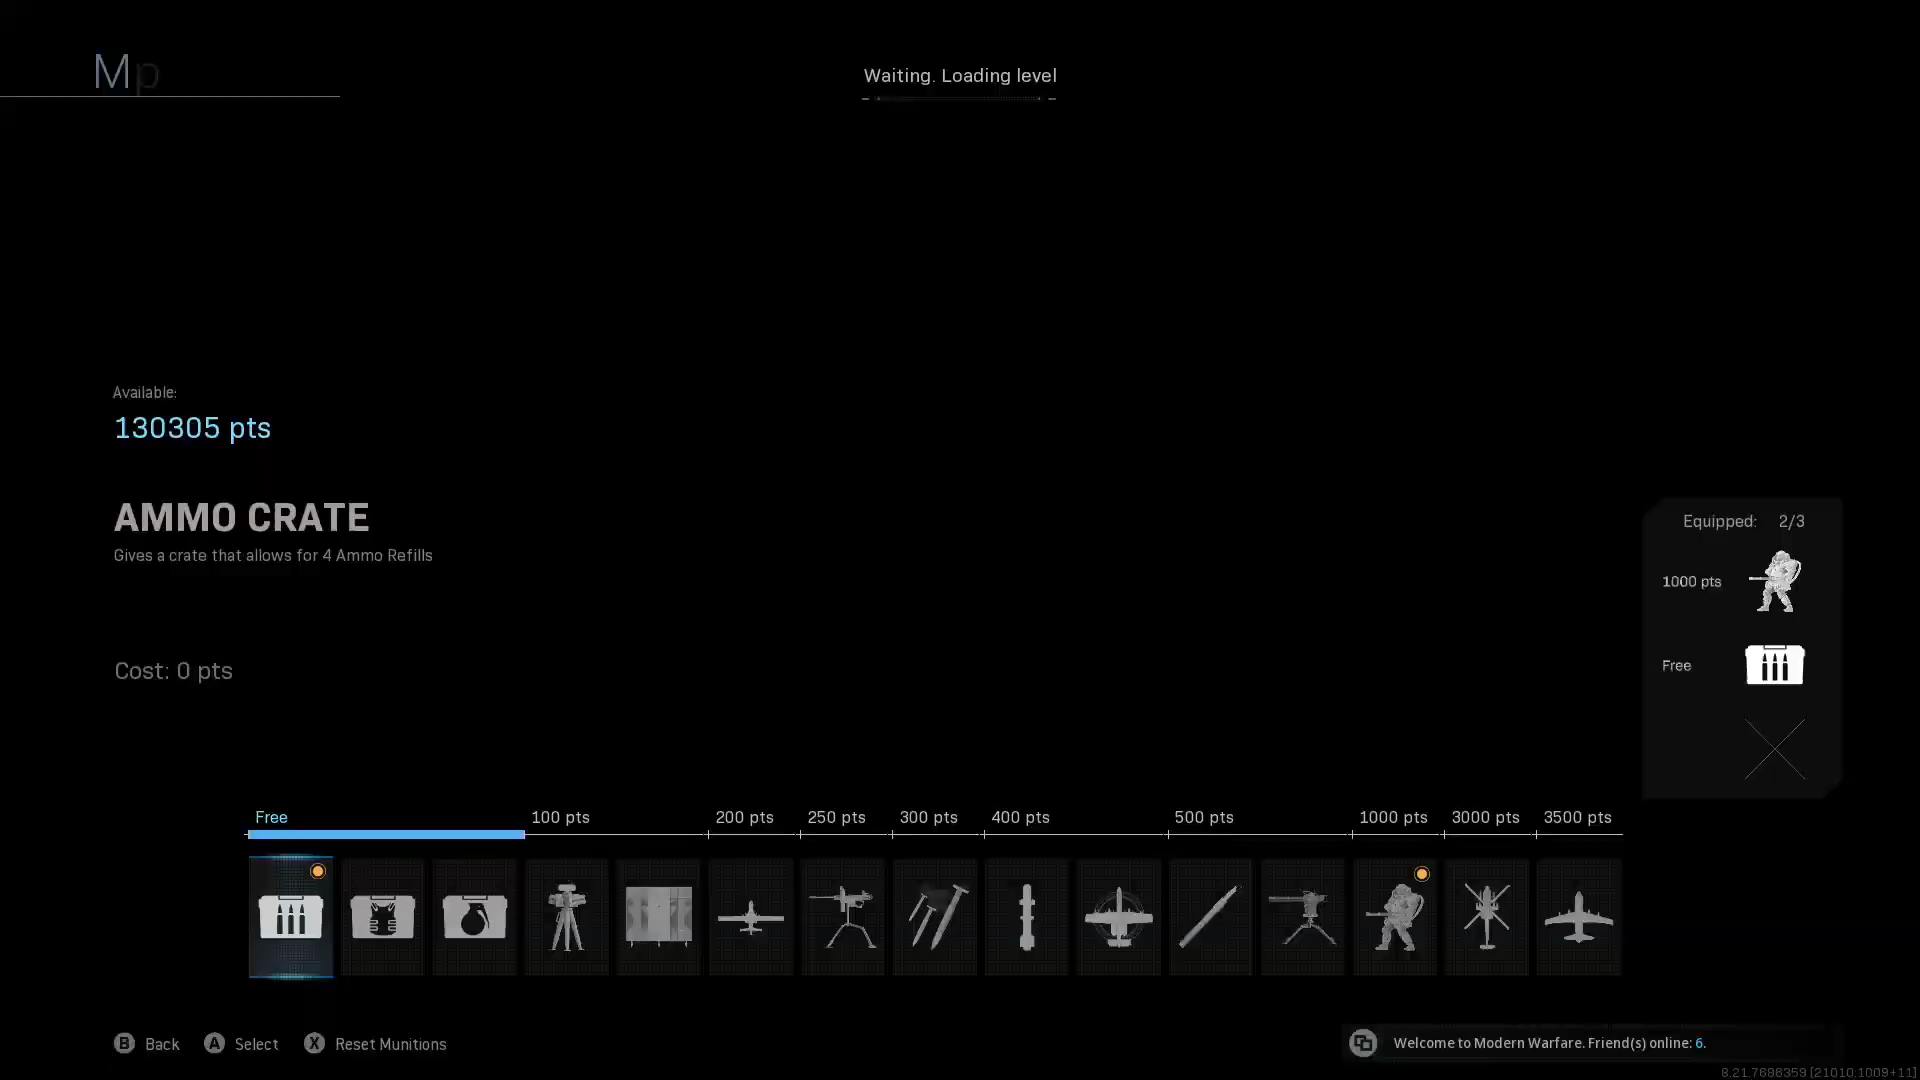 Mp
Waiting. Loading level
Available:
130305 pts
AMMO CRATE
Gives a crate that allows for 4 Ammo Refills
Cost: 0 pts
Equipped: 2/3
1000 pts
Free
Free 100 pts 200 pts 250 pts 300 pts 400 pts 500 pts 1000 pts 3000 pts 3500 pts
B Back A Select X Reset Munitions
Welcome to Modern Warfare. Friend(s) online: 6.
8.21.7686359 [21010:1009+11]